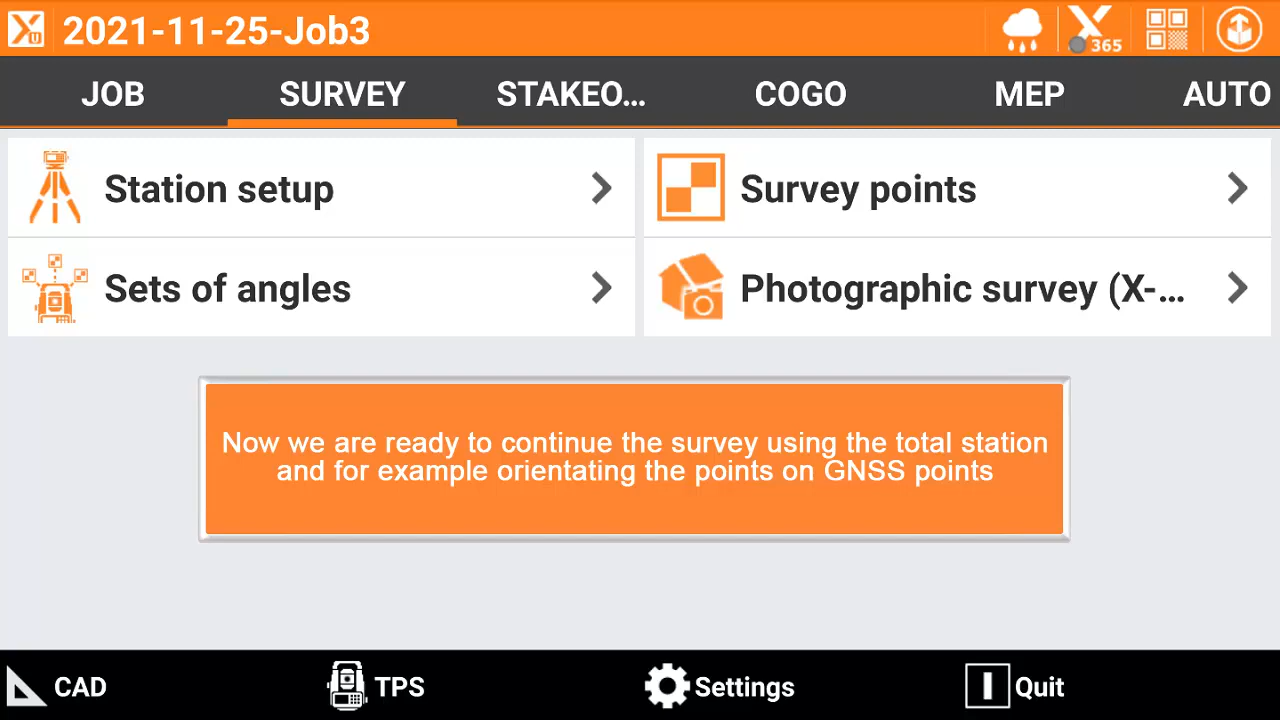 2021-11-25-Job3
365
JOB SURVEY STAKEO... COGO MEP AUTO
Station setup
Survey points
Sets of angles
Photographic survey (X-...
Now we are ready to continue the survey using the total station
and for example orientating the points on GNSS points
CAD TPS Settings Quit